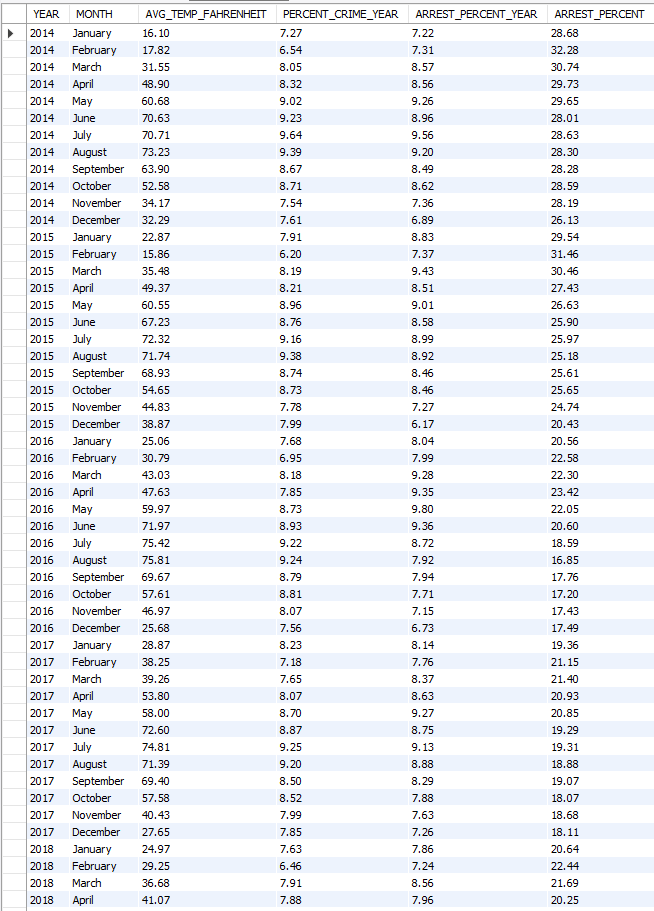 YEAR MONTH AVG_TEMP_FAHRENHEIT PERCENT_CRIME_YEAR ARREST_PERCENT_YEAR ARREST_PERCENT
2014 January 16.10 7.27 7.22 28.68
2014 February 17.82 6.54 7.31 32.28
2014 March 31.55 8.05 8.57 30.74
2014 April 48.90 8.32 8.56 29.73
2014 May 60.68 9.02 9.26 29.65
2014 June 70.63 9.23 8.96 28.01
2014 July 70.71 9.64 9.56 28.63
2014 August 73.23 9.39 9.20 28.30
2014 September 63.90 8.67 8.49 28.28
2014 October 52.58 8.71 8.62 28.59
2014 November 34.17 7.54 7.36 28.19
2014 December 32.29 7.61 6.89 26.13
2015 January 22.87 7.91 8.83 29.54
2015 February 15.86 6.20 7.37 31.46
2015 March 35.48 8.19 9.43 30.46
2015 April 49.37 8.21 8.51 27.43
2015 May 60.55 8.96 9.01 26.63
2015 June 67.23 8.76 8.58 25.90
2015 July 72.32 9.16 8.99 25.97
2015 August 71.74 9.38 8.92 25.18
2015 September 68.93 8.74 8.46 25.61
2015 October 54.65 8.73 8.46 25.65
2015 November 44.83 7.78 7.27 24.74
2015 December 38.87 7.99 6.17 20.43
2016 January 25.06 7.68 8.04 20.56
2016 February 30.79 6.95 7.99 22.58
2016 March 43.03 8.18 9.28 22.30
2016 April 47.63 7.85 9.35 23.42
2016 May 59.97 8.73 9.80 22.05
2016 June 71.97 8.93 9.36 20.60
2016 July 75.42 9.22 8.72 18.59
2016 August 75.81 9.24 7.92 16.85
2016 September 69.67 8.79 7.94 17.76
2016 October 57.61 8.81 7.71 17.20
2016 November 46.97 8.07 7.15 17.43
2016 December 25.68 7.56 6.73 17.49
2017 January 28.87 8.23 8.14 19.36
2017 February 38.25 7.18 7.76 21.15
2017 March 39.26 7.65 8.37 21.40
2017 April 53.80 8.07 8.63 20.93
2017 May 58.00 8.70 9.27 20.85
2017 June 72.60 8.87 8.75 19.29
2017 July 74.81 9.25 9.13 19.31
2017 August 71.39 9.20 8.88 18.88
2017 September 69.40 8.50 8.29 19.07
2017 October 57.58 8.52 7.88 18.07
2017 November 40.43 7.99 7.63 18.68
2017 December 27.65 7.85 7.26 18.11
2018 January 24.97 7.63 7.86 20.64
2018 February 29.25 6.46 7.24 22.44
2018 March 36.68 7.91 8.56 21.69
2018 April 41.07 7.88 7.96 20.25